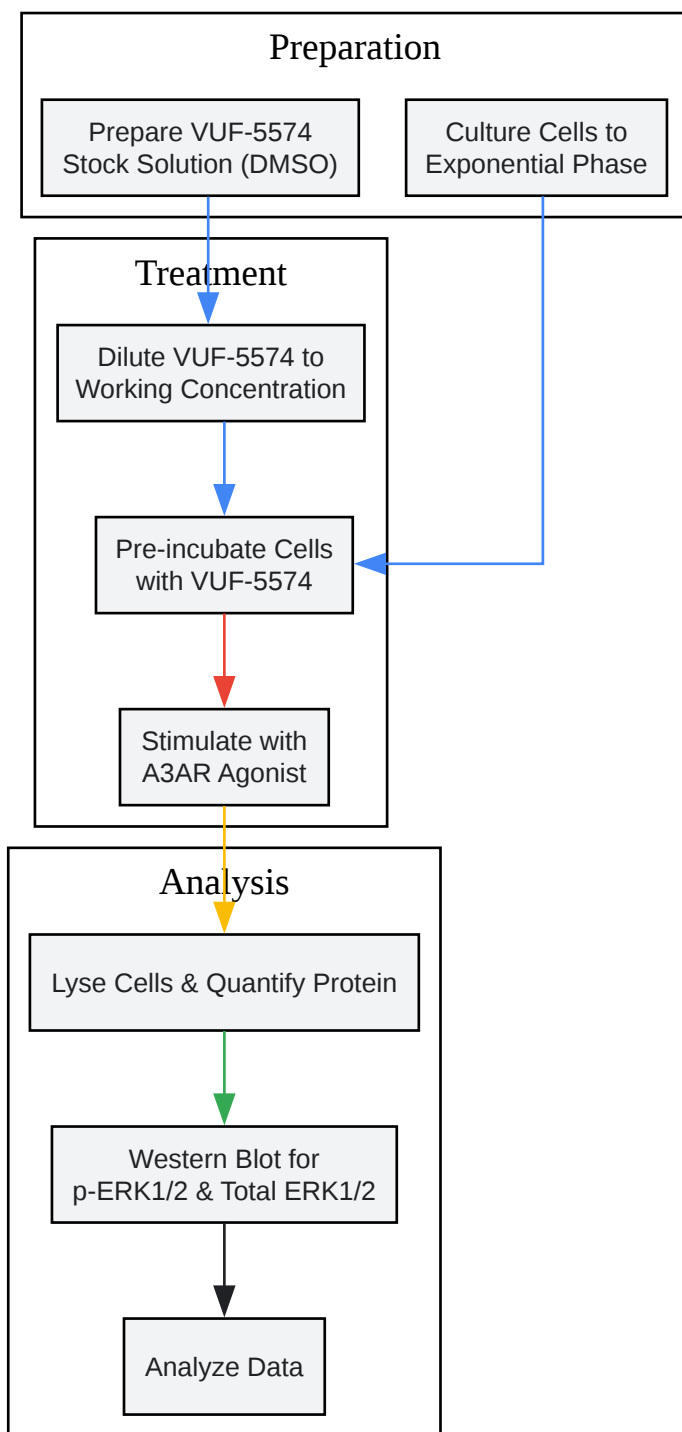 Preparation
Prepare VUF-5574
Stock Solution (DMSO)
Culture Cells to
Exponential Phase
Treatment
Dilute VUF-5574 to
Working Concentration
Pre-incubate Cells
with VUF-5574
Stimulate with
A3AR Agonist
Analysis
Lyse Cells & Quantify Protein
Western Blot for
p-ERK1/2 & Total ERK1/2
Analyze Data